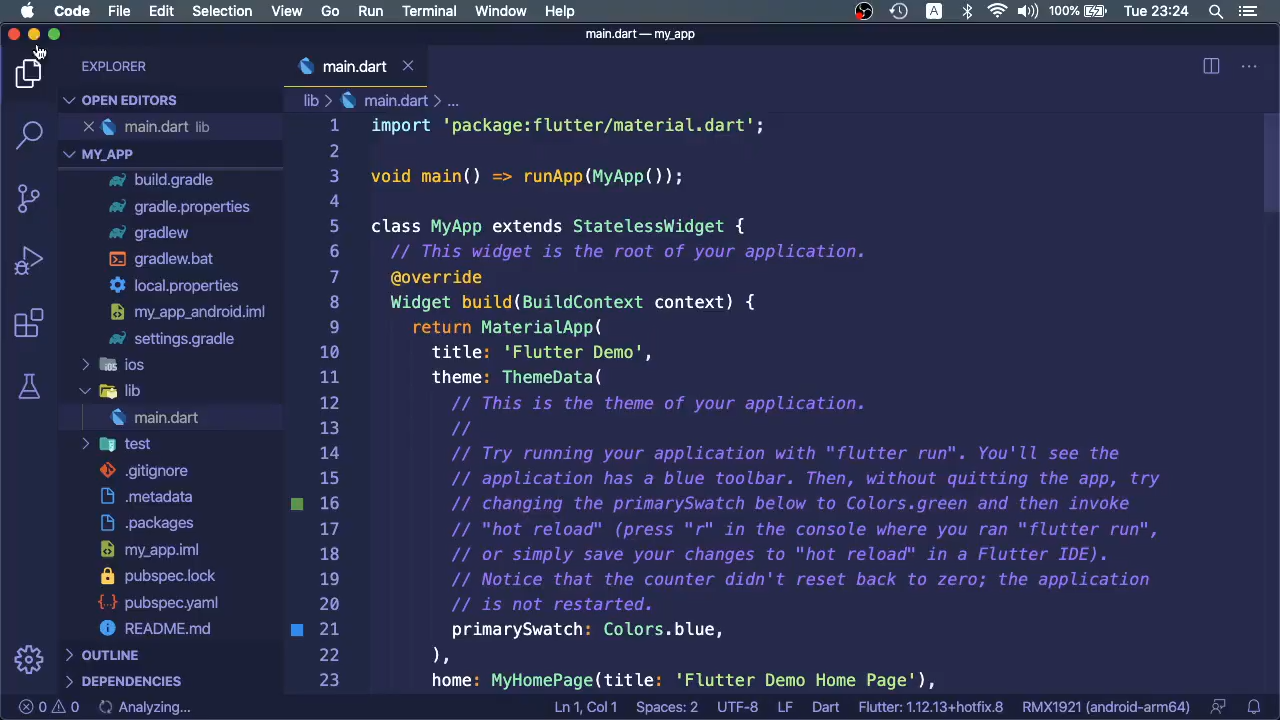 Code File Edit Selection View Go Run Terminal Window Help A 100% Tue 23:24
main.dart — my_app
EXPLORER
OPEN EDITORS
main.dart lib
MY_APP
build.gradle
gradle.properties
gradlew
gradlew.bat
local.properties
my_app_android.iml
settings.gradle
iOS ios
lib
main.dart
test
.gitignore
.metadata
.packages
my_app.iml
pubspec.lock
pubspec.yaml
README.md
OUTLINE
DEPENDENCIES
main.dart
lib main.dart ...
1 import 'package:flutter/material.dart';
2
3 void main() => runApp(MyApp());
4
5 class MyApp extends StatelessWidget {
6 // This widget is the root of your application.
7 @override
8 Widget build(BuildContext context) {
9 return MaterialApp(
10 title: 'Flutter Demo',
11 theme: ThemeData(
12 // This is the theme of your application.
13 //
14 // Try running your application with "flutter run". You'll see the
15 // application has a blue toolbar. Then, without quitting the app, try
16 // changing the primarySwatch below to Colors.green and then invoke
17 // "hot reload" (press "r" in the console where you ran "flutter run",
18 // or simply save your changes to "hot reload" in a Flutter IDE).
19 // Notice that the counter didn't reset back to zero; the application
20 // is not restarted.
21 primarySwatch: Colors.blue,
22 ),
23 home: MyHomePage(title: 'Flutter Demo Home Page'),
0 0 Analyzing... Ln 1, Col 1 Spaces: 2 UTF-8 LF Dart Flutter: 1.12.13+hotfix.8 RMX1921 (android-arm64)